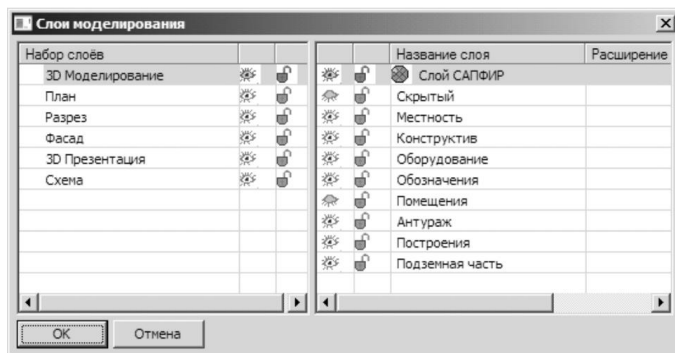 Слои моделирования
Набор слоёв
3D Моделирование
План
Разрез
Фасад
3D Презентация
Схема
Название слоя Расширение
Слой САПФИР
Скрытый
Местность
Конструктив
Оборудование
Обозначения
Помещения
Антураж
Построения
Подземная часть
OK Отмена